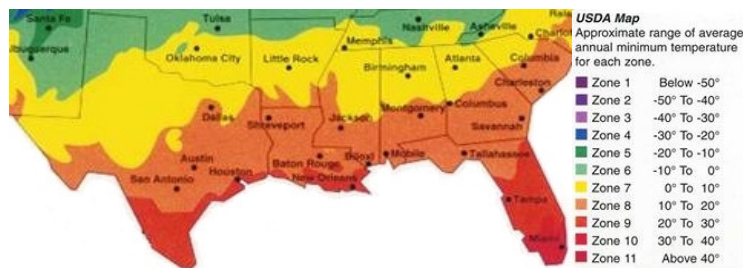 Santa Fe
Tulsa
Nashville
Asheville
Albuquerque
Oklahoma City
Little Rock
Memphis
Birmingham
Atlanta
Columbia
Charleston
Dallas
Shreveport
Jackson
Montgomery
Columbus
Savannah
Austin
San Antonio
Houston
Baton Rouge
New Orleans
Biloxi
Mobile
Tallahassee
Tampa
Miami
USDA Map
Approximate range of average
annual minimum temperature
for each zone.
Zone 1 Below -50°
Zone 2 -50° To -40°
Zone 3 -40° To -30°
Zone 4 -30° To -20°
Zone 5 -20° To -10°
Zone 6 -10° To 0°
Zone 7 0° To 10°
Zone 8 10° To 20°
Zone 9 20° To 30°
Zone 10 30° To 40°
Zone 11 Above 40°